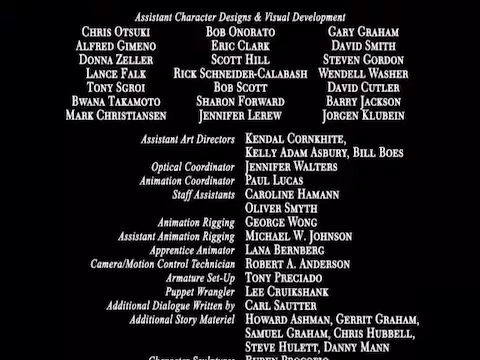 Assistant Character Designs & Visual Development
CHRIS OTSUKI BOB ONORATO GARY GRAHAM
ALFRED GIMENO ERIC CLARK DAVID SMITH
DONNA ZELLER SCOTT HILL STEVEN GORDON
LANCE FALK RICK SCHNEIDER-CALABASH WENDELL WASHER
TONY SGROI BOB SCOTT DAVID CUTLER
BWANA TAKAMOTO SHARON FORWARD BARRY JACKSON
MARK CHRISTIANSEN JENNIFER LEREW JORGEN KLUBEIN
Assistant Art Directors KENDAL CORNKHITE,
KELLY ADAM ASBURY, BILL BOES
Optical Coordinator JENNIFER WALTERS
Animation Coordinator PAUL LUCAS
Staff Assistants CAROLINE HAMANN
OLIVER SMYTH
Animation Rigging GEORGE WONG
Assistant Animation Rigging MICHAEL W. JOHNSON
Apprentice Animator LANA BERNBERG
Camera/Motion Control Technician ROBERT A. ANDERSON
Armature Set-Up TONY PRECIADO
Puppet Wrangler LEE CRUIKSHANK
Additional Dialogue Written by CARL SAUTTER
Additional Story Materiel HOWARD ASHMAN, GERRIT GRAHAM,
SAMUEL GRAHAM, CHRIS HUBBELL,
STEVE HULETT, DANNY MANN
Character Sculptures RUBEN PROCOPIO